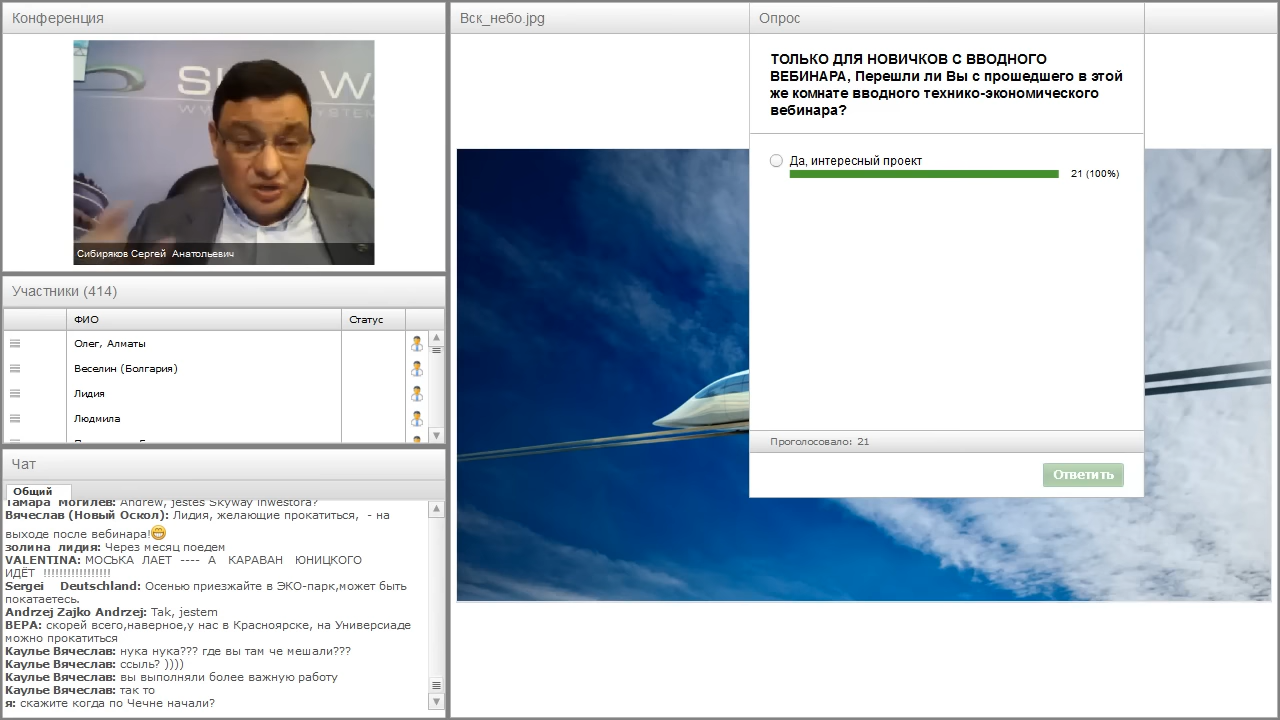 Конференция
SKY WA
WWW. YSTEM
Сибиряков Сергей Анатольевич
Участники (414)
ФИО
Статус
Олег, Алматы
Веселин (Болгария)
Лидия
Людмила
Чат
Общий
Тамара Могилев: Andrew, jestes Skyway inwestora?
Вячеслав (Новый Оскол): Лидия, желающие прокатиться, - на
выходе после вебинара!
золина лидия: Через месяц поедем
VALENTINA: МОСЬКА ЛАЕТ ---- А КАРАВАН ЮНИЦКОГО
ИДЁТ !!!!!!!!!!!!!!!!!
Sergei Deutschland: Осенью приезжайте в ЭКО-парк,может быть
покатаетесь.
Andrzej Zajko Andrzej: Tak, jestem
ВЕРА: скорей всего,наверное,у нас в Красноярске, на Универсиаде
можно прокатиться
Каулье Вячеслав: нука нука??? где вы там че мешали???
Каулье Вячеслав: ссыль? ))))
Каулье Вячеслав: вы выполняли более важную работу
Каулье Вячеслав: так то
я: скажите когда по Чечне начали?
Вск_небо.jpg
Опрос
ТОЛЬКО ДЛЯ НОВИЧКОВ С ВВОДНОГО
ВЕБИНАРА, Перешли ли Вы с прошедшего в этой
же комнате вводного технико-экономического
вебинара?
Да, интересный проект
21 (100%)
Проголосовало: 21
Ответить